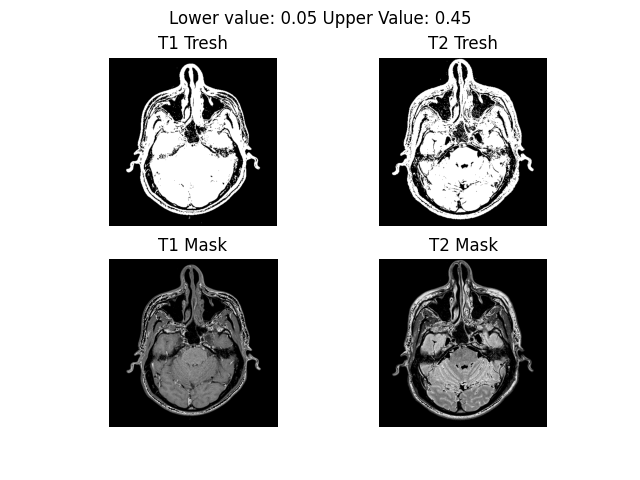 Lower value: 0.05 Upper Value: 0.45
T1 Tresh
T2 Tresh
T1 Mask
T2 Mask